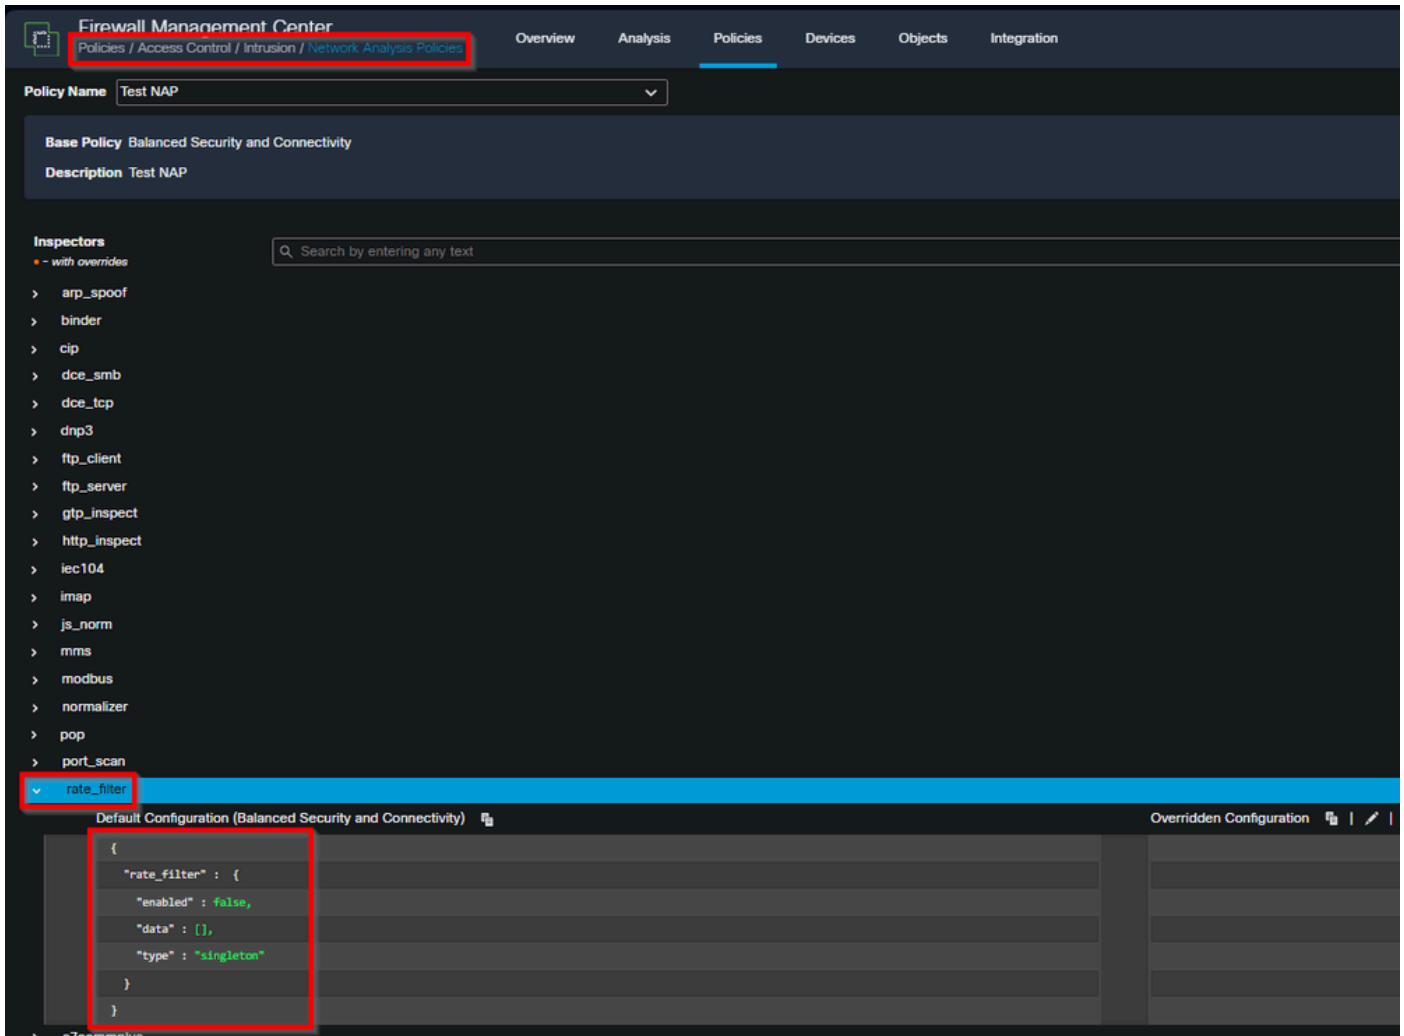 Firewall Management Center
Policies / Access Control / Intrusion / Network Analysis Policies
Overview Analysis Policies Devices Objects Integration
Policy Name Test NAP
Base Policy Balanced Security and Connectivity
Description Test NAP
Inspectors
- with overrides
Search by entering any text
arp_spoof
binder
cip
dce_smb
dce_tcp
dnp3
ftp_client
ftp_server
gtp_inspect
http_inspect
iec104
imap
js_norm
mms
modbus
normalizer
pop
port_scan
rate_filter
Default Configuration (Balanced Security and Connectivity) Overridden Configuration
{
"rate_filter" : {
"enabled" : false,
"data" : [],
"type" : "singleton"
}
}